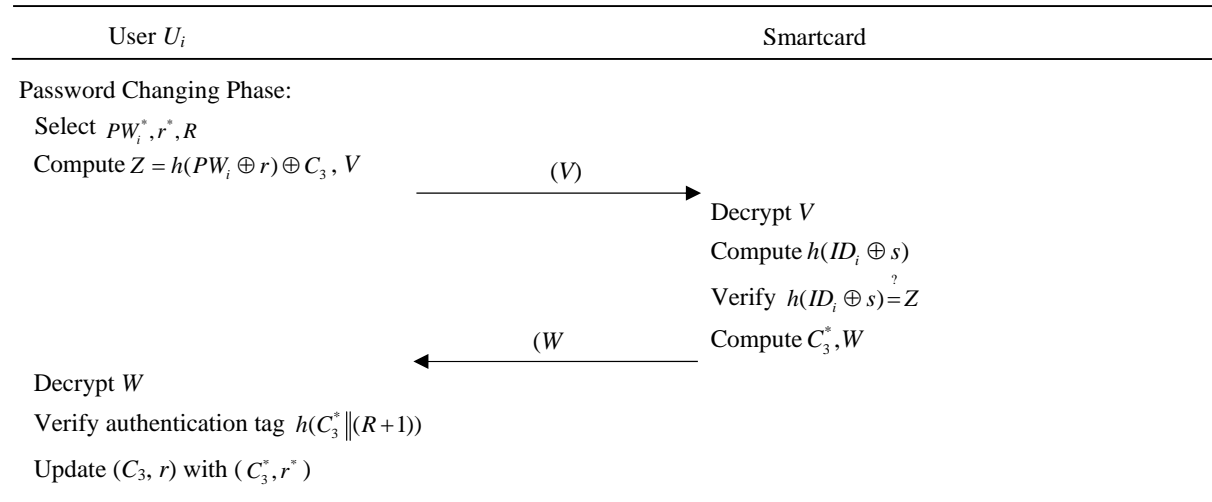 User U_i Smartcard
Password Changing Phase:
Select PW_i^*, r^*, R
Compute Z = h(PW_i ⊕ r) ⊕ C_3 , V
(V)
Decrypt V
Compute h(ID_i ⊕ s)
Verify h(ID_i ⊕ s) =^? Z
(W
Compute C_3^*, W
Decrypt W
Verify authentication tag h(C_3^* ‖(R+1))
Update (C_3, r) with ( C_3^*, r^* )